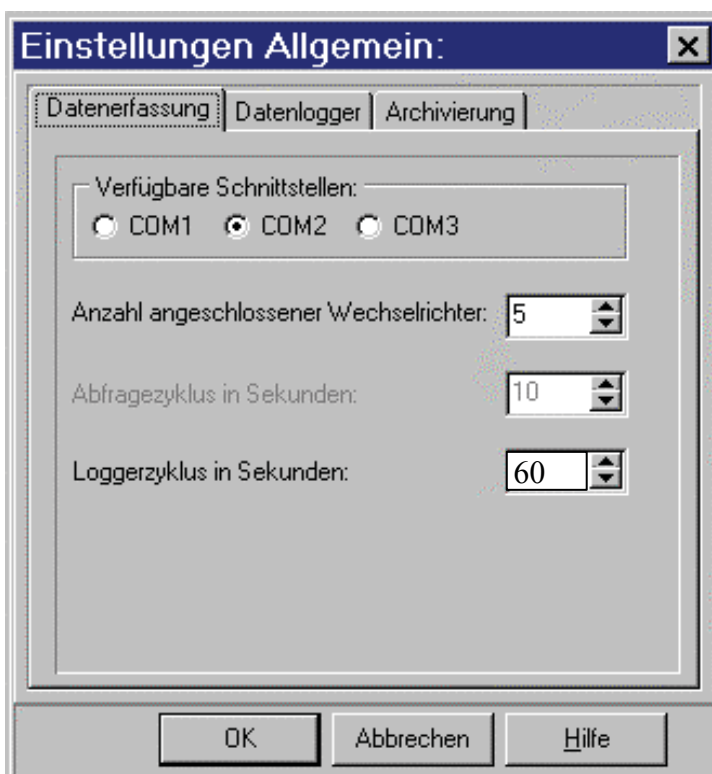 Einstellungen Allgemein:
Datenerfassung Datenlogger Archivierung
Verfügbare Schnittstellen:
COM1 COM2 COM3
Anzahl angeschlossener Wechselrichter: 5
Abfragezyklus in Sekunden: 10
Loggerzyklus in Sekunden: 60
OK Abbrechen Hilfe